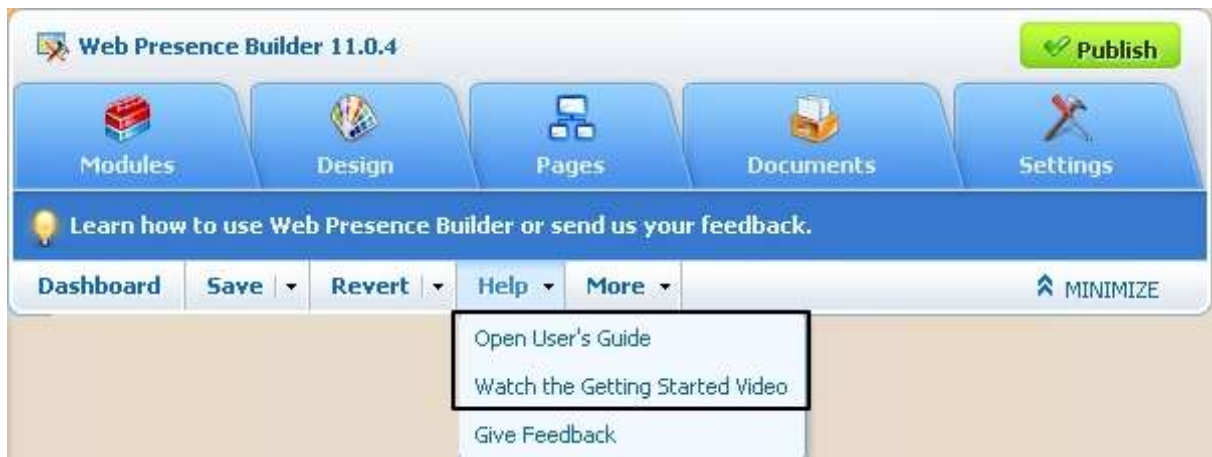 Web Presence Builder 11.0.4
Publish
Modules
Design
Pages
Documents
Settings
Learn how to use Web Presence Builder or send us your feedback.
Dashboard
Save
Revert
Help
More
MINIMIZE
Open User's Guide
Watch the Getting Started Video
Give Feedback